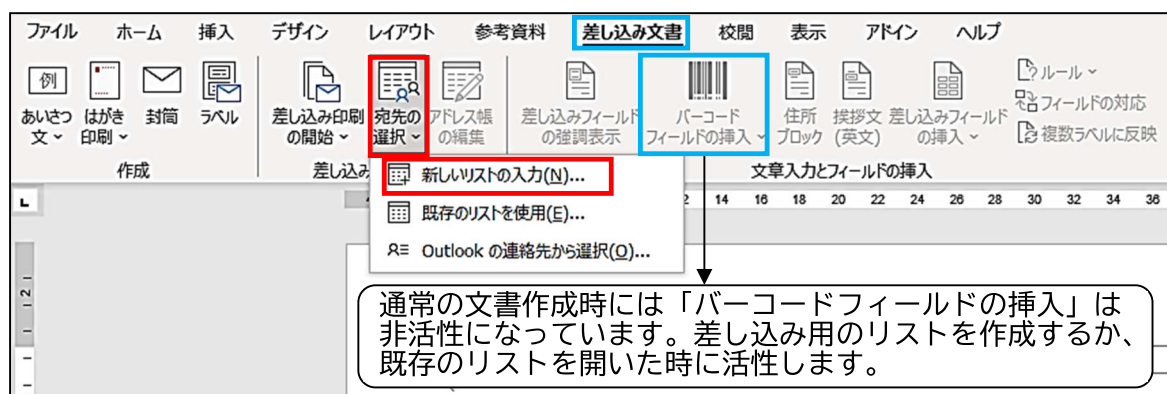 ファイル ホーム 挿入 デザイン レイアウト 参考資料 差し込み文書 校閲 表示 アドイン ヘルプ
例
あいさつ文 はがき印刷 封筒 ラベル
差し込み印刷の開始 宛先の選択 アドレス帳の編集
差し込みフィールドの強調表示 バーコードフィールドの挿入 住所ブロック 挨拶文(英文) 差し込みフィールドの挿入
ルール
フィールドの対応
複数ラベルに反映
作成 差し込み 文章入力とフィールドの挿入
新しいリストの入力(N)...
既存のリストを使用(E)...
Outlook の連絡先から選択(O)...
L
2 14 16 18 20 22 24 26 28 30 32 34 36
2
通常の文書作成時には「バーコードフィールドの挿入」は
非活性になっています。差し込み用のリストを作成するか、
既存のリストを開いた時に活性します。